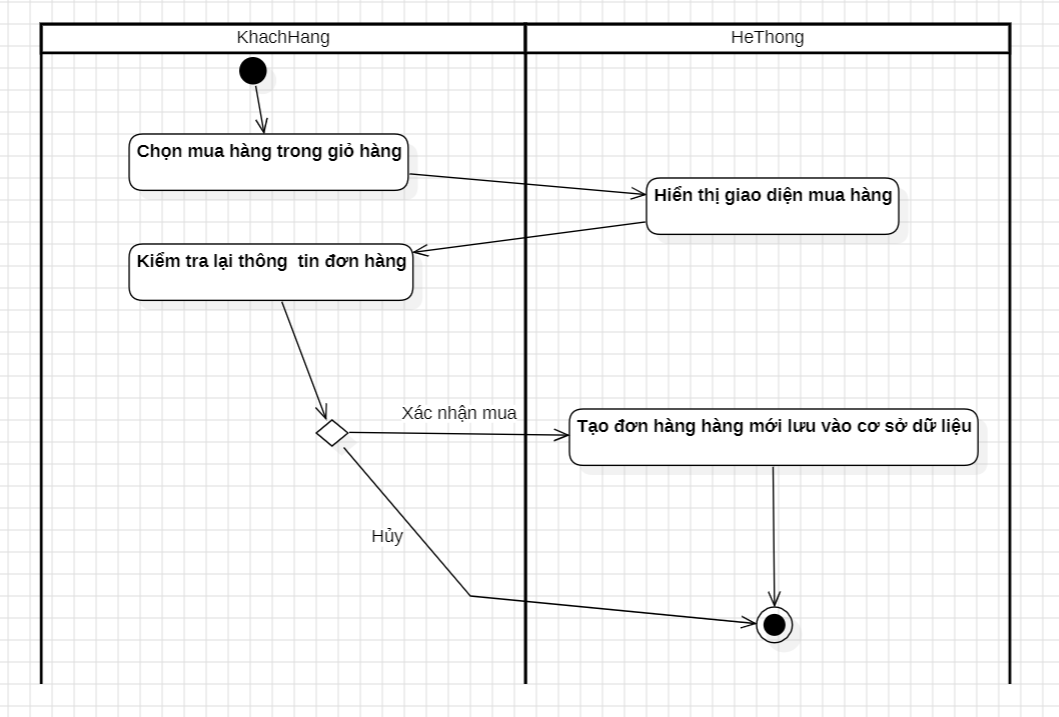 KhachHang
HeThong
Chọn mua hàng trong giỏ hàng
Hiển thị giao diện mua hàng
Kiểm tra lại thông  tin đơn hàng
Xác nhận mua
Tạo đơn hàng hàng mới lưu vào cơ sở dữ liệu
Hủy